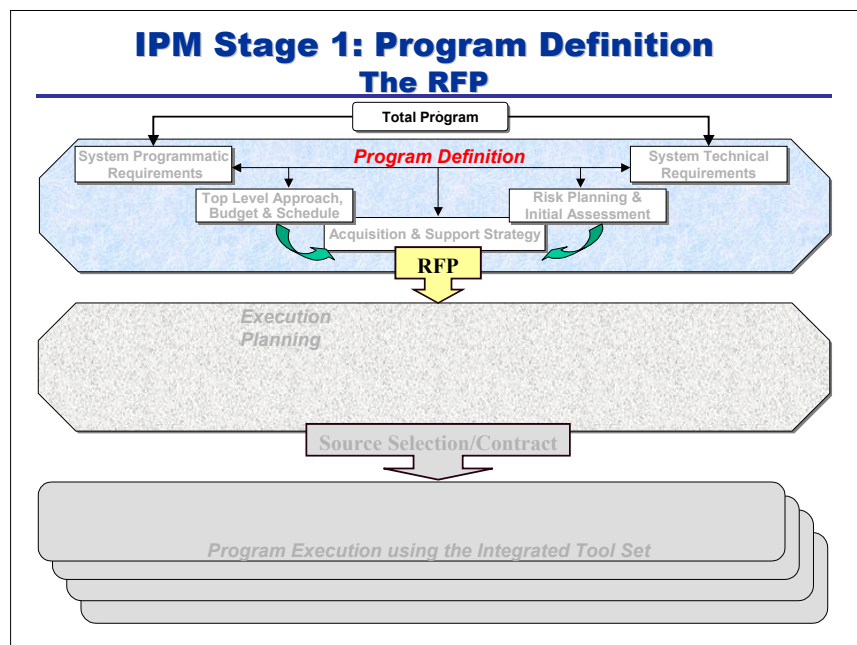 IPM Stage 1: Program Definition
The RFP
Total Program
System Programmatic
Requirements
Program Definition
System Technical
Requirements
Top Level Approach,
Budget & Schedule
Risk Planning &
Initial Assessment
Acquisition & Support Strategy
RFP
Execution
Planning
Source Selection/Contract
Program Execution using the Integrated Tool Set